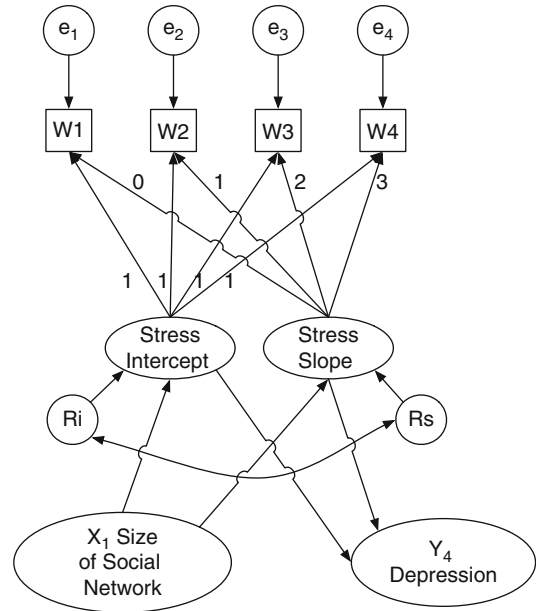 e₁ e₂ e₃ e₄
W1 W2 W3 W4
0 1 2 3
1 1 1 1
Stress
Intercept
Stress
Slope
Ri
Rs
X₁ Size
of Social
Network
Y₄
Depression